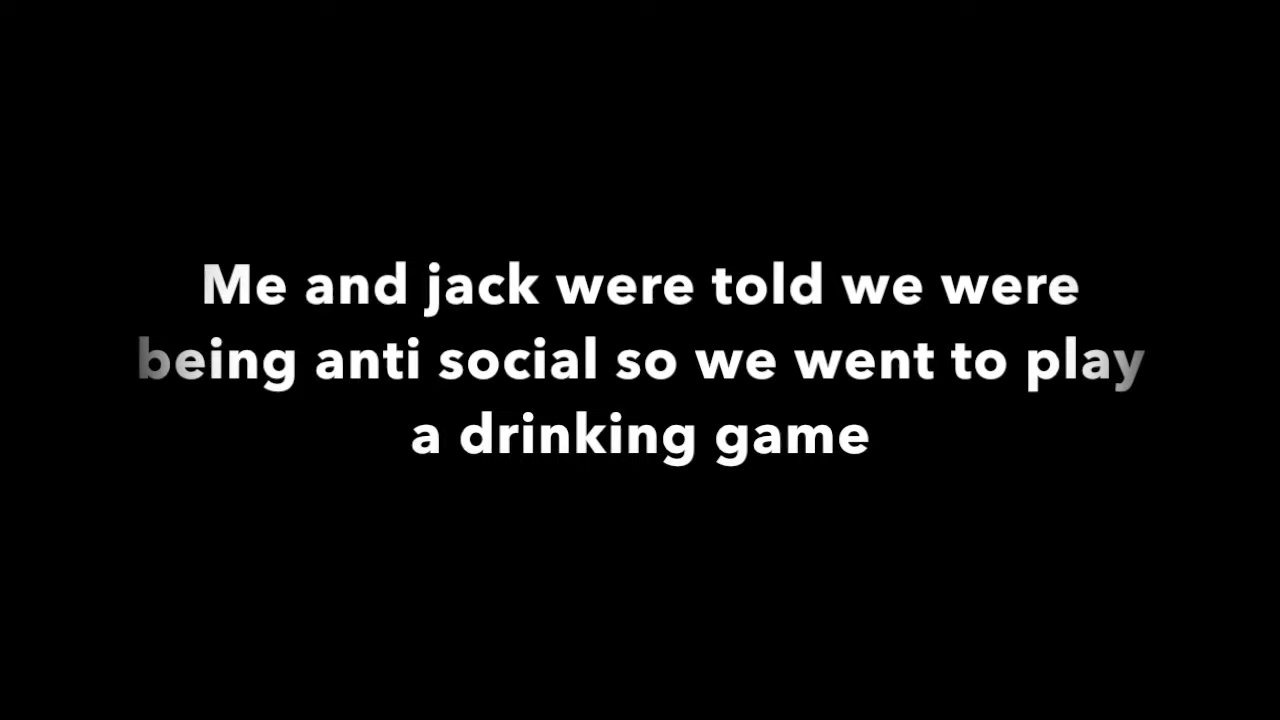 Me and jack were told we were
being anti social so we went to play
a drinking game